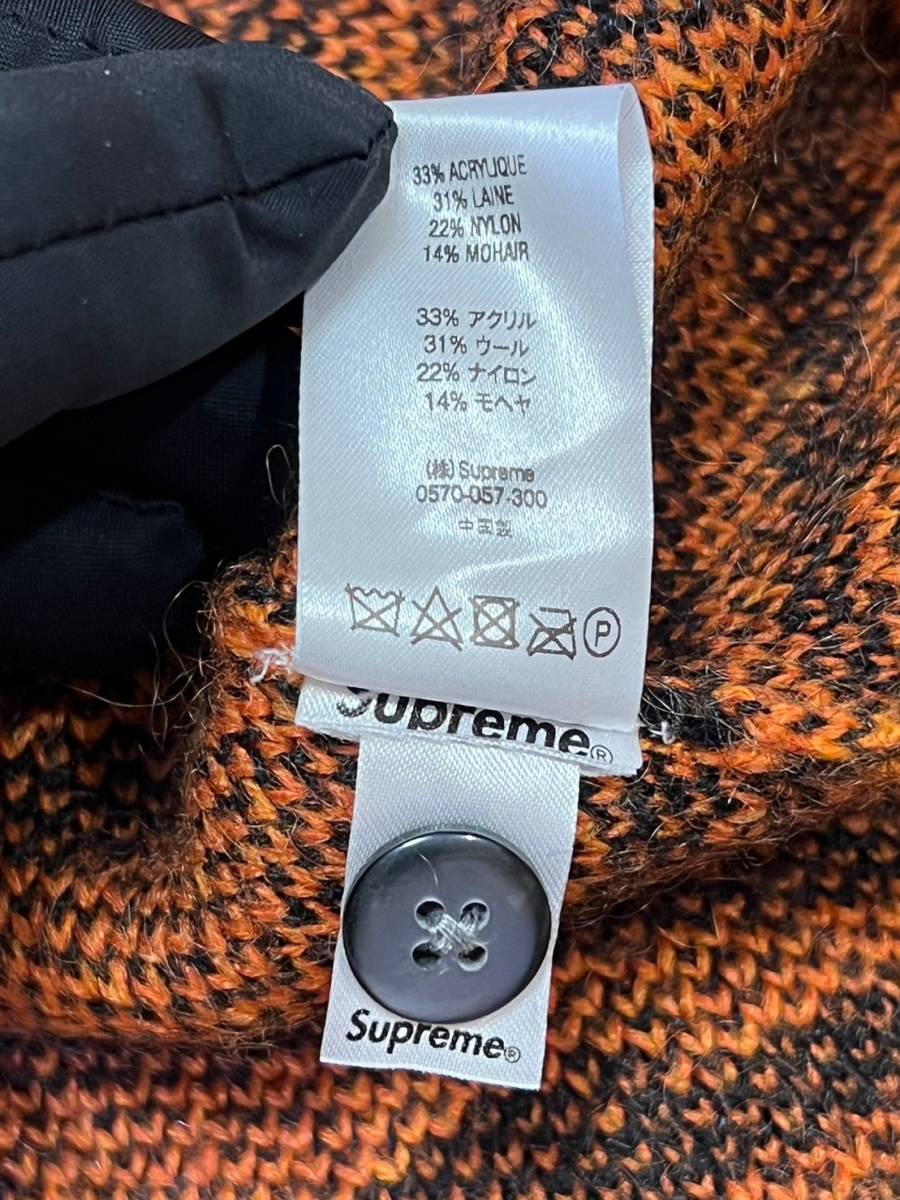 33% ACRYLIQUE
31% LAINE
22% NYLON
14% MOHAIR
33% アクリル
31% ウール
22% ナイロン
14% モヘヤ
(株)Supreme
0570-057-300
中国製
P
Supreme®
Supreme®